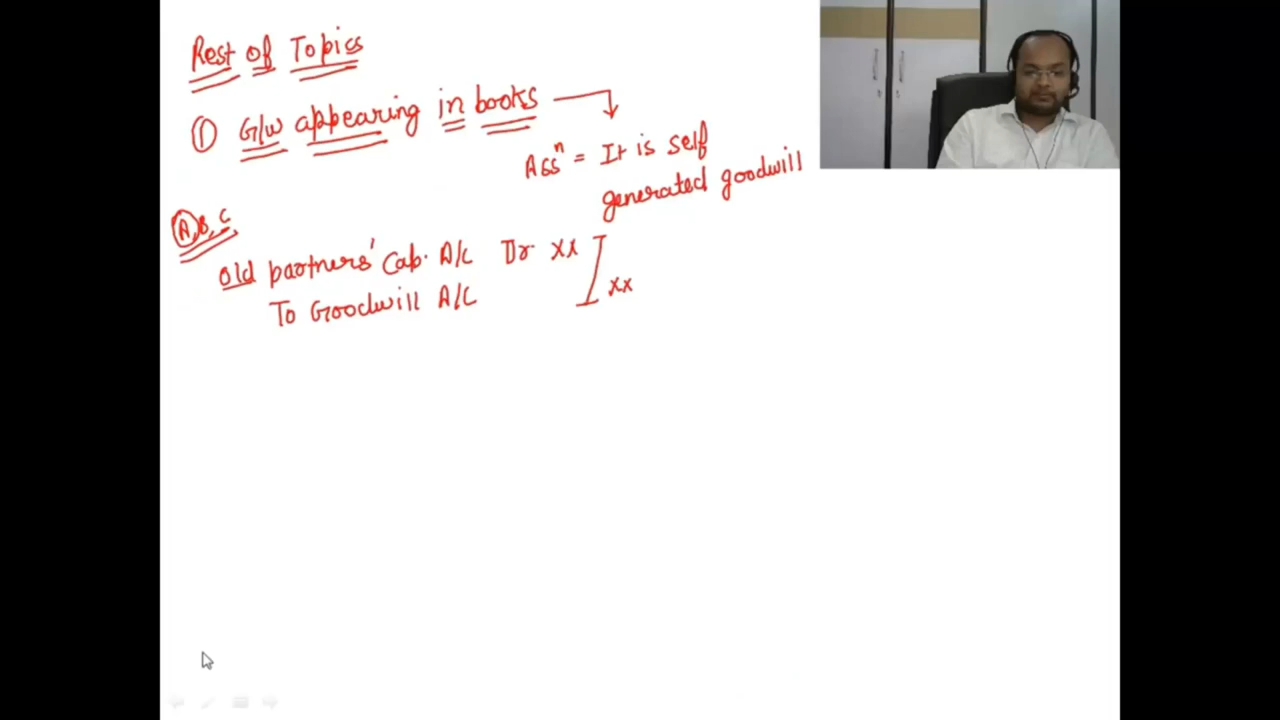 Rest of Topics
① G/w appearing in books
Assⁿ = It is self
generated goodwill
A, B, C
old partners' Cap. A/c Dr xx
To Goodwill A/c xx